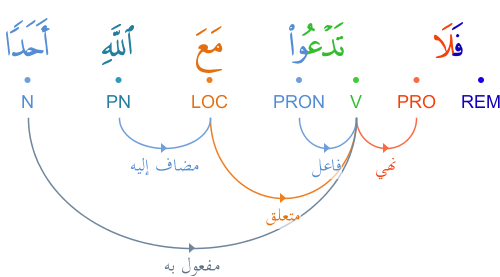 فَلَا تَدْعُوا۟ مَعَ ٱللَّهِ أَحَدًا
N PN LOC PRON V PRO REM
نهي فاعل مضاف إليه
متعلق
مفعول به